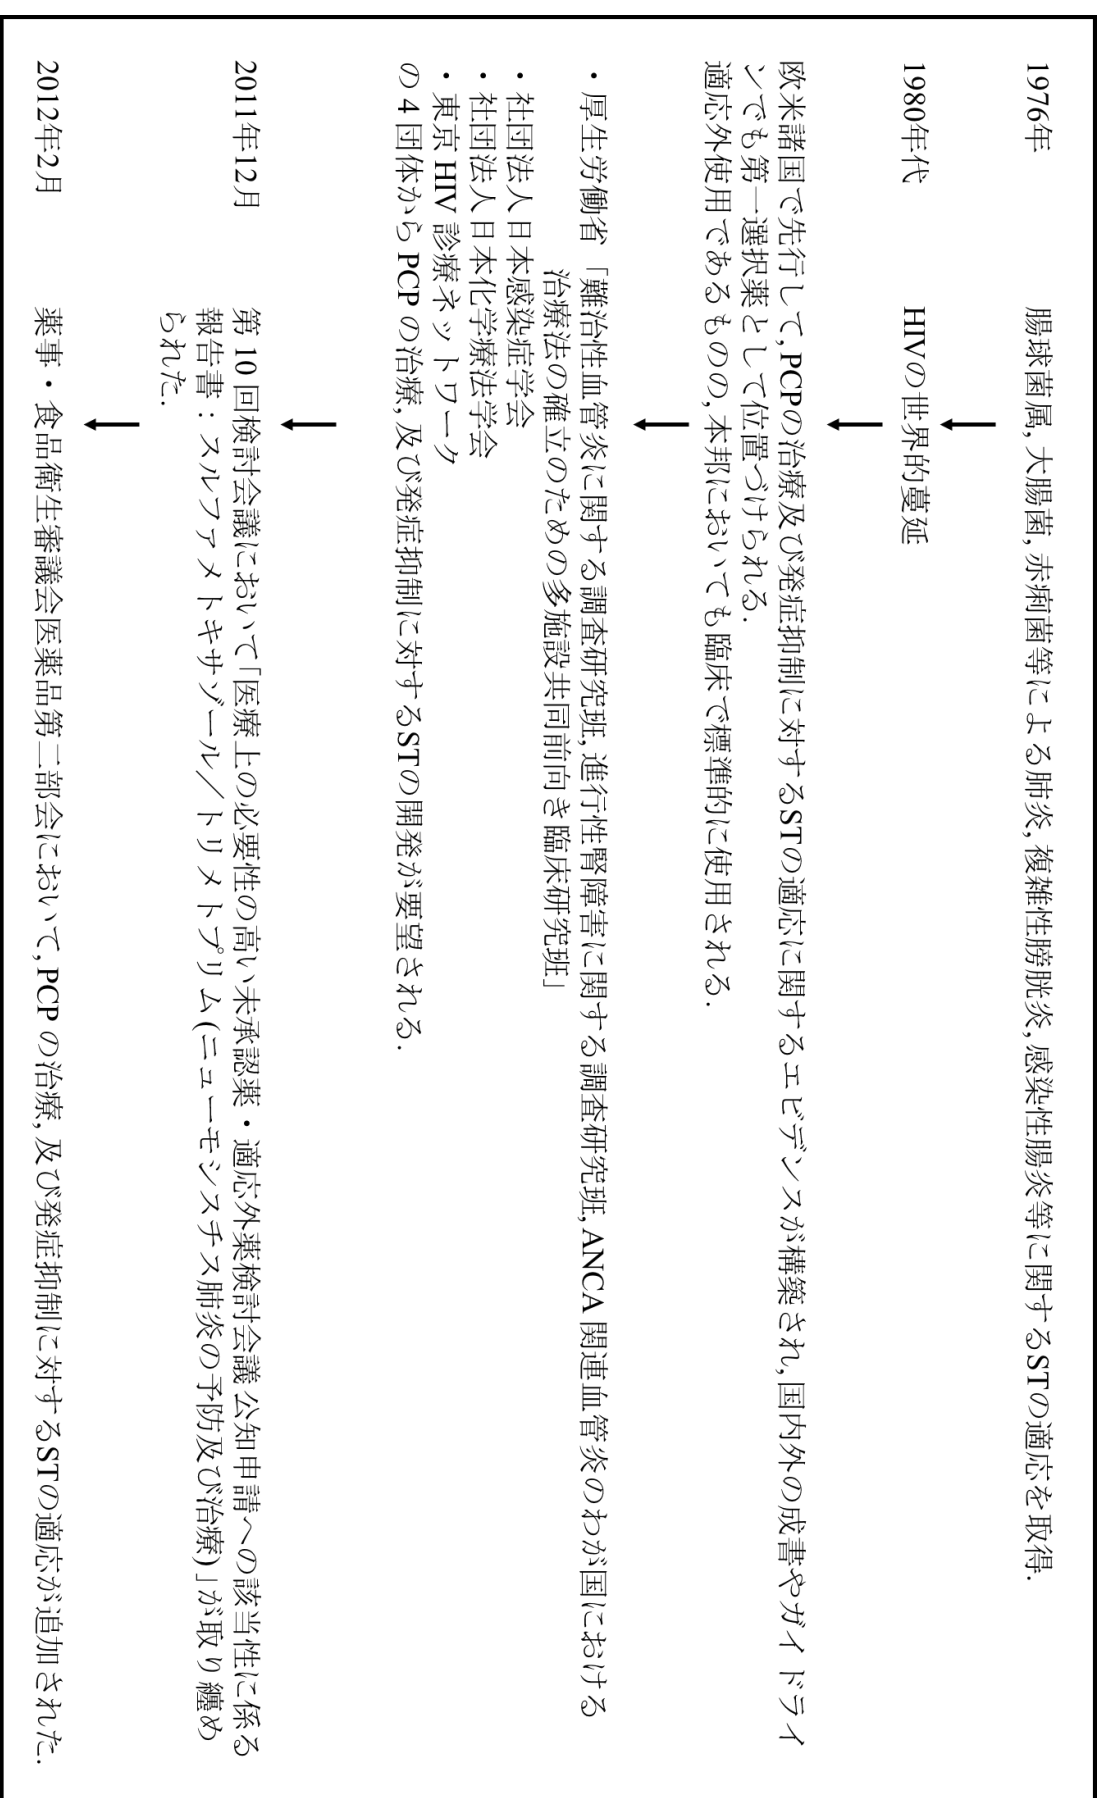 1976年 腸球菌属, 大腸菌, 赤痢菌等による肺炎, 複雑性膀胱炎, 感染性腸炎等に関するSTの適応を取得.
1980年代 HIVの世界的蔓延
欧米諸国で先行して, PCPの治療及び発症抑制に対するSTの適応に関するエビデンスが構築され, 国内外の成書やガイドライ
ンでも第一選択薬として位置づけられる.
適応外使用であるものの, 本邦においても臨床で標準的に使用される.
・厚生労働省 「難治性血管炎に関する調査研究班, 進行性腎障害に関する調査研究班, ANCA 関連血管炎のわが国における
治療法の確立のための多施設共同前向き臨床研究班」
・社団法人日本感染症学会
・社団法人日本化学療法学会
・東京 HIV 診療ネットワーク
の 4 団体から PCP の治療, 及び発症抑制に対するSTの開発が要望される.
2011年12月 第 10 回検討会議において「医療上の必要性の高い未承認薬・適応外薬検討会議 公知申請への該当性に係る
報告書：スルファメトキサゾール／トリメトプリム (ニューモシスチス肺炎の予防及び治療) 」が取り纏め
られた.
2012年2月 薬事・食品衛生審議会医薬品第二部会において, PCP の治療, 及び発症抑制に対するSTの適応が追加された.